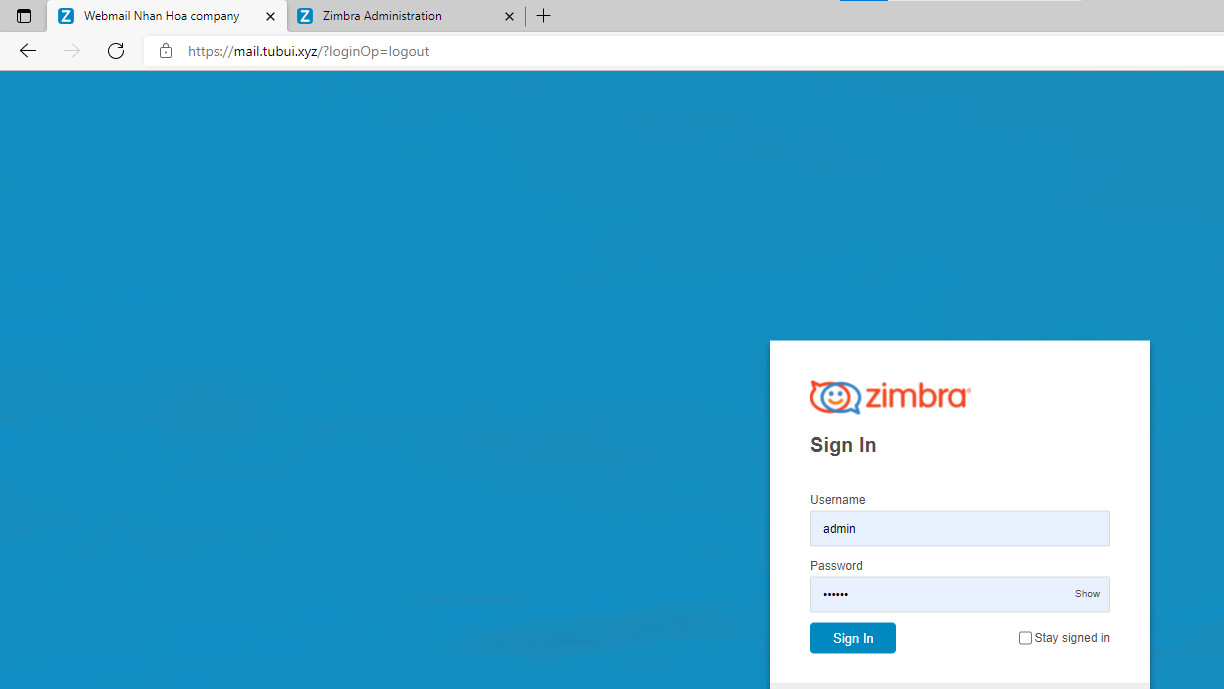 Webmail Nhan Hoa company
Zimbra Administration
https://mail.tubui.xyz/?loginOp=logout
zimbra®
Sign In
Username
admin
Password
••••••
Show
Sign In
Stay signed in